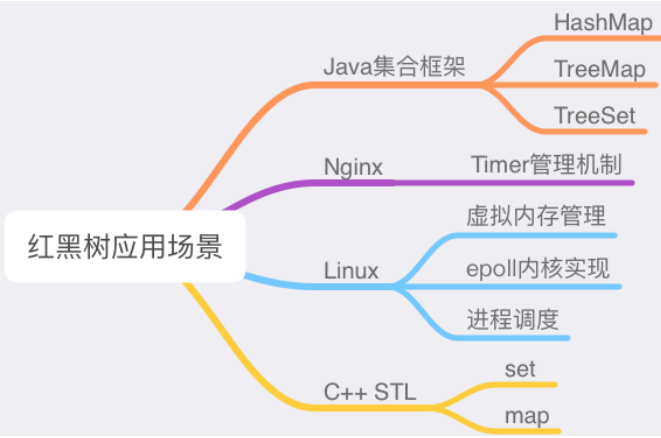 红黑树应用场景
Java集合框架
HashMap
TreeMap
TreeSet
Nginx
Timer管理机制
Linux
虚拟内存管理
epoll内核实现
进程调度
C++ STL
set
map